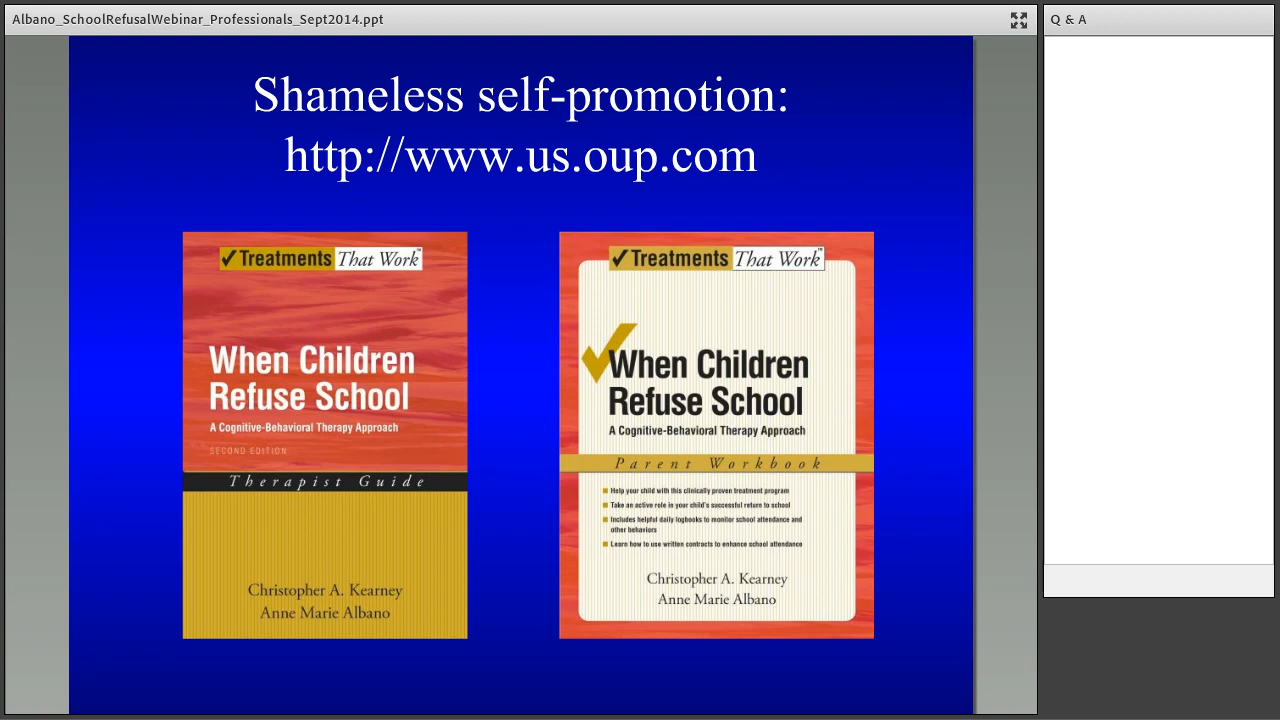 Albano_SchoolRefusalWebinar_Professionals_Sept2014.ppt
Q & A
Shameless self-promotion:
http://www.us.oup.com
✓Treatments That Work™
When Children
Refuse School
A Cognitive-Behavioral Therapy Approach
SECOND EDITION
Therapist Guide
Christopher A. Kearney
Anne Marie Albano
✓Treatments That Work™
When Children
Refuse School
A Cognitive-Behavioral Therapy Approach
Parent Workbook
■ Help your child with this clinically proven treatment program
■ Take an active role in your child's successful return to school
■ Includes helpful daily logbooks to monitor school attendance and
other behaviors
■ Learn how to use written contracts to enhance school attendance
Christopher A. Kearney
Anne Marie Albano